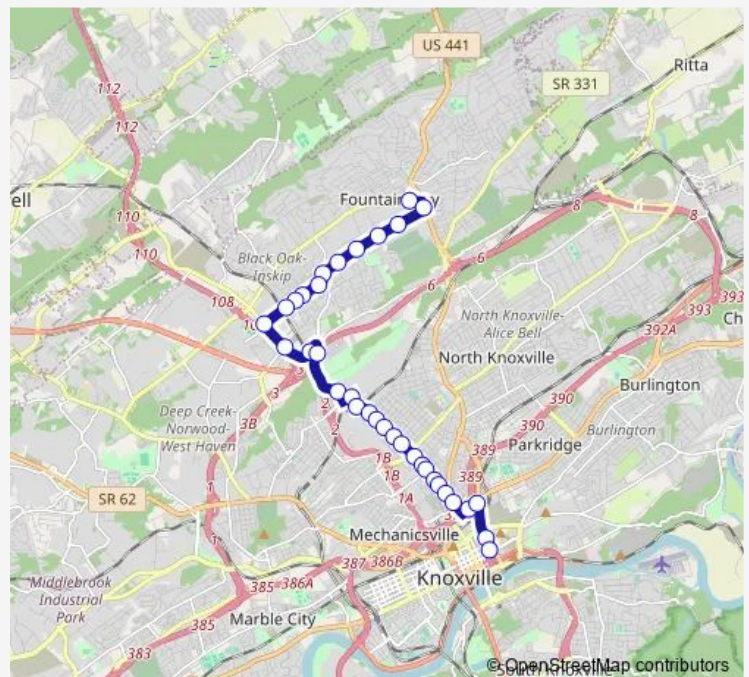 US 441
Ritta
112
SR 331
112
ell
110
8
8
110
6
Black Oak-
Inskip
6
108
393
393
North Knoxville-
Alice Bell
392A
Ch
North Knoxville
3
2
Burlington
390
Deep Creek-
Norwood-
West Haven
3B
2
390
Burlington
389
Parkridge
1B
389
1B
SR 62
1
1A
Mechanicsville
1
387
386B
Middlebrook
Industrial
Park
385
386A
Knoxville
Marble City
385
383
© OpenStreetMap contributors